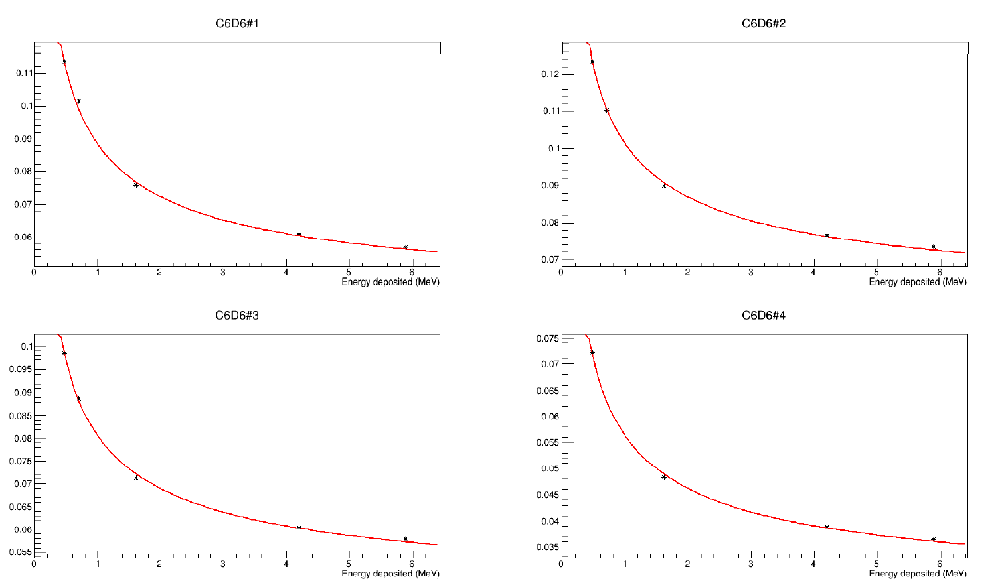 C6D6#1
0.11
0.1
0.09
0.08
0.07
0.06
0 1 2 3 4 5 6
Energy deposited (MeV)
C6D6#2
0.12
0.11
0.1
0.09
0.08
0.07
0 1 2 3 4 5 6
Energy deposited (MeV)
C6D6#3
0.1
0.095
0.09
0.085
0.08
0.075
0.07
0.065
0.06
0.055
0 1 2 3 4 5 6
Energy deposited (MeV)
C6D6#4
0.075
0.07
0.065
0.06
0.055
0.05
0.045
0.04
0.035
0 1 2 3 4 5 6
Energy deposited (MeV)